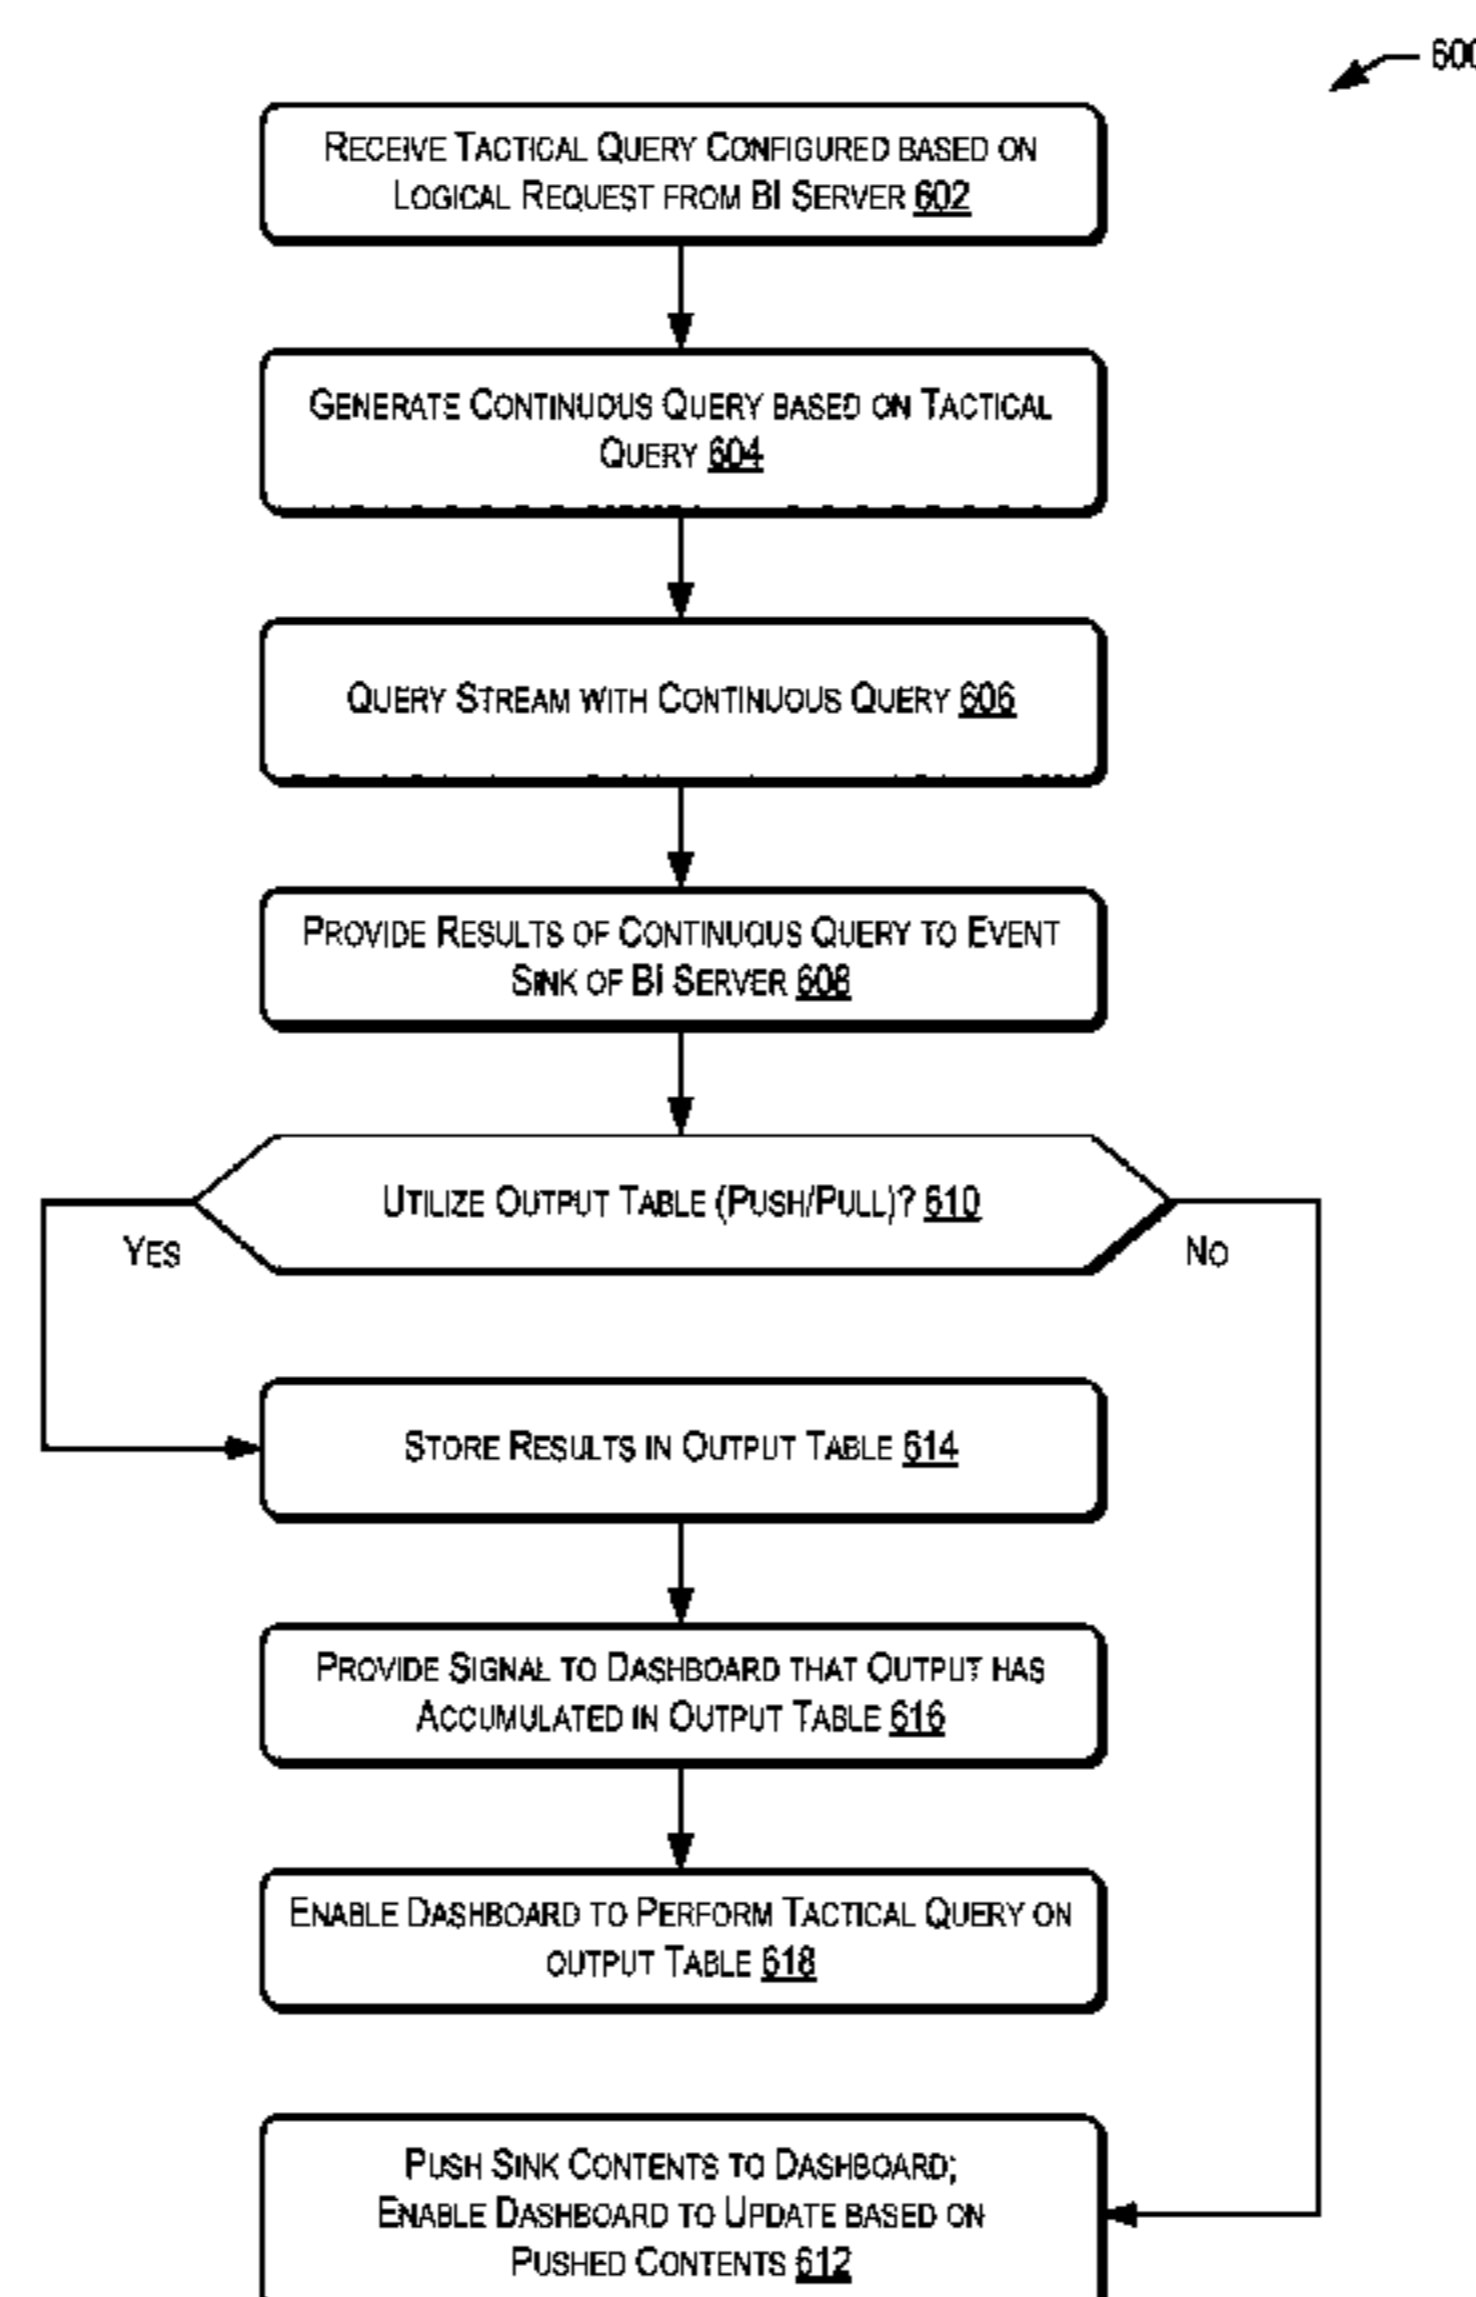 600
RECEIVE TACTICAL QUERY CONFIGURED BASED ON
LOGICAL REQUEST FROM BI SERVER 602
GENERATE CONTINUOUS QUERY BASED ON TACTICAL
QUERY 604
QUERY STREAM WITH CONTINUOUS QUERY 606
PROVIDE RESULTS OF CONTINUOUS QUERY TO EVENT
SINK OF BI SERVER 608
UTILIZE OUTPUT TABLE (PUSH/PULL)? 610
YES
NO
STORE RESULTS IN OUTPUT TABLE 614
PROVIDE SIGNAL TO DASHBOARD THAT OUTPUT HAS
ACCUMULATED IN OUTPUT TABLE 616
ENABLE DASHBOARD TO PERFORM TACTICAL QUERY ON
OUTPUT TABLE 618
PUSH SINK CONTENTS TO DASHBOARD;
ENABLE DASHBOARD TO UPDATE BASED ON
PUSHED CONTENTS 612